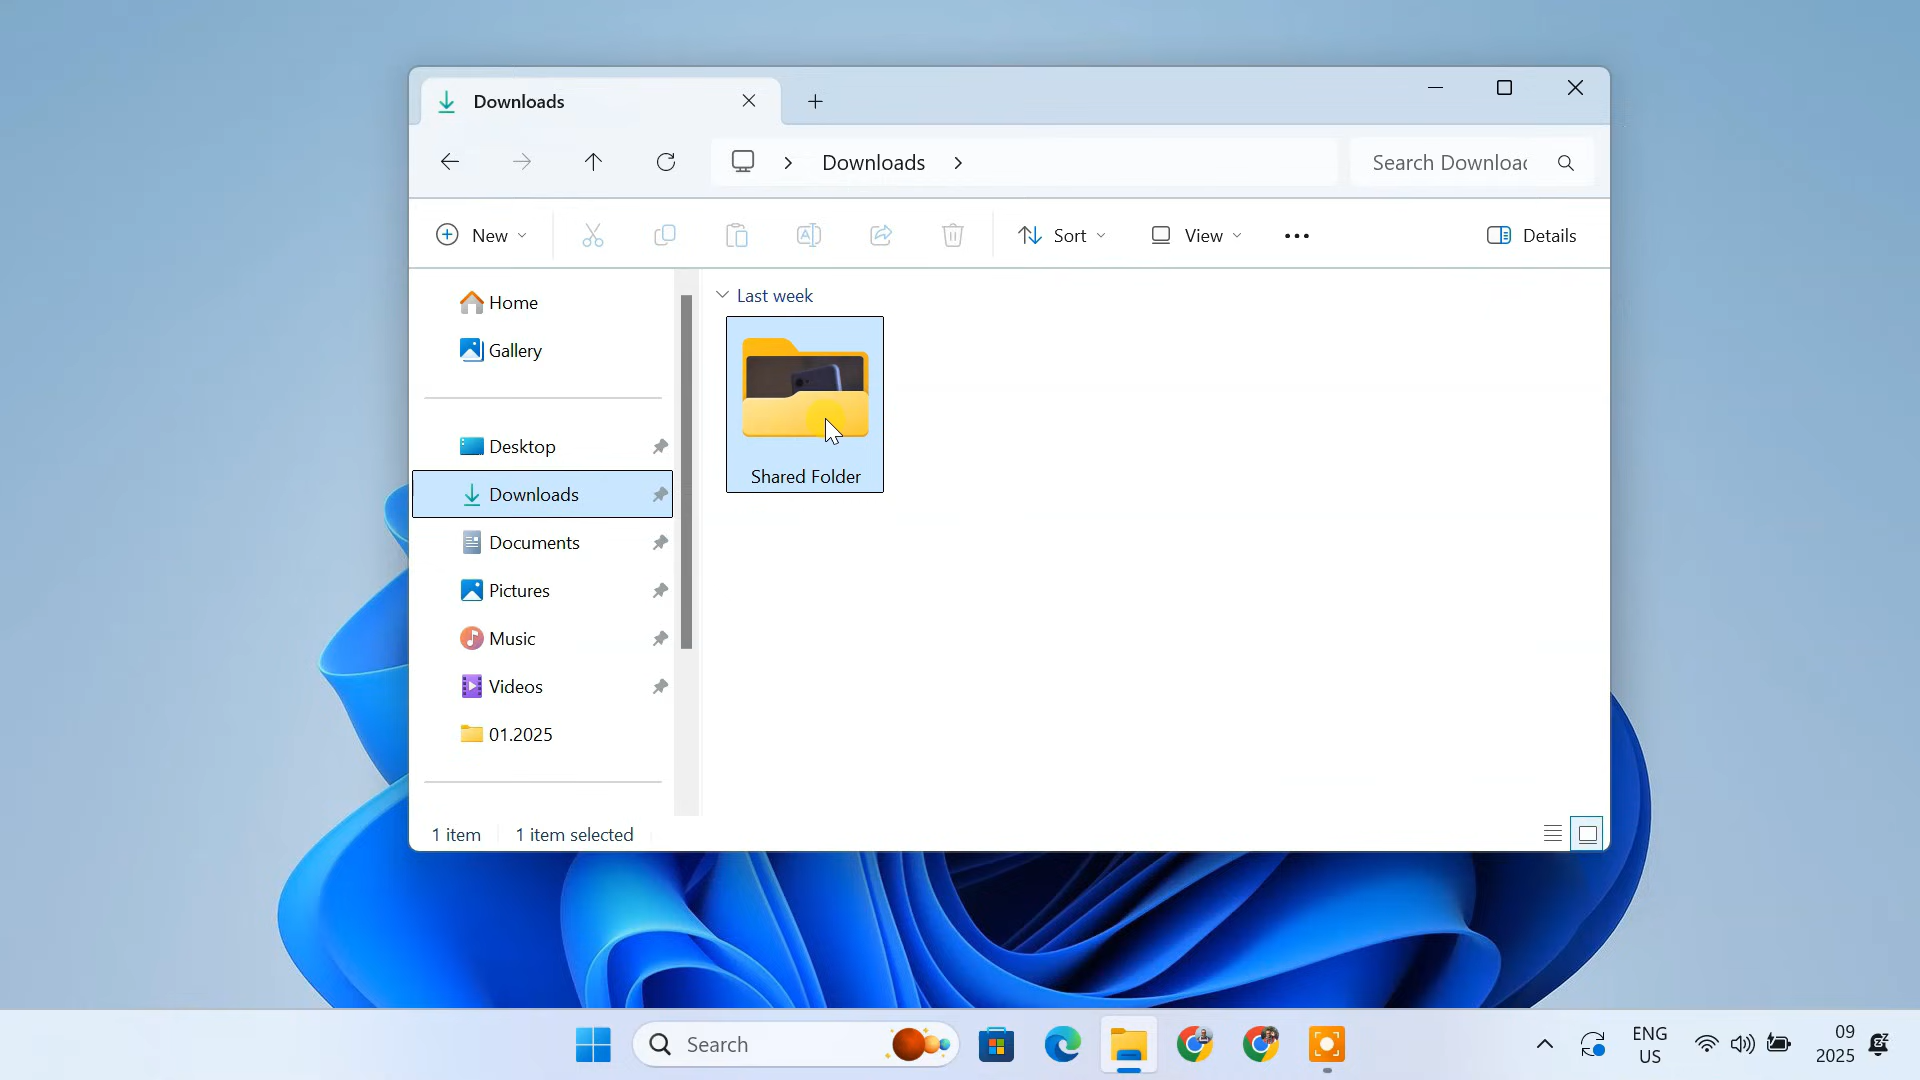 Downloads
Downloads
Search Downloac
New
Sort
View
Details
Home
Gallery
Desktop
Downloads
Documents
Pictures
Music
Videos
01.2025
Last week
Shared Folder
1 item
1 item selected
Search
ENG
US
09
2025